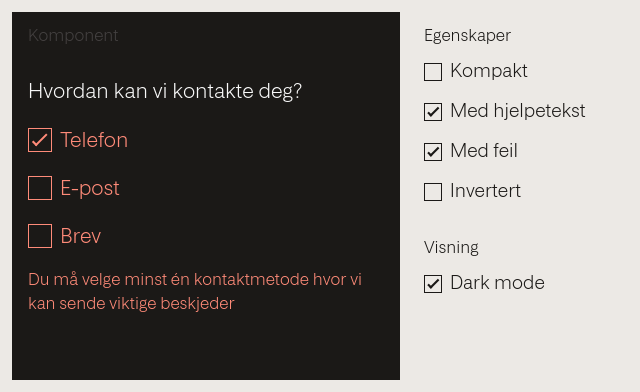 Komponent
Hvordan kan vi kontakte deg?
Telefon
E-post
Brev
Du må velge minst én kontaktmetode hvor vi
kan sende viktige beskjeder
Egenskaper
Kompakt
Med hjelpetekst
Med feil
Invertert
Visning
Dark mode